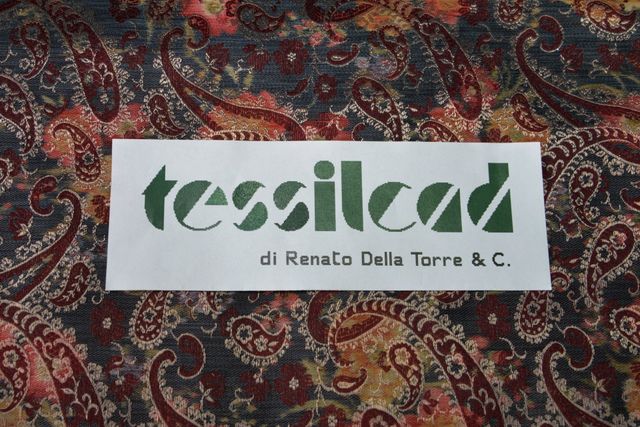 tessilcad
di Renato Della Torre & C.